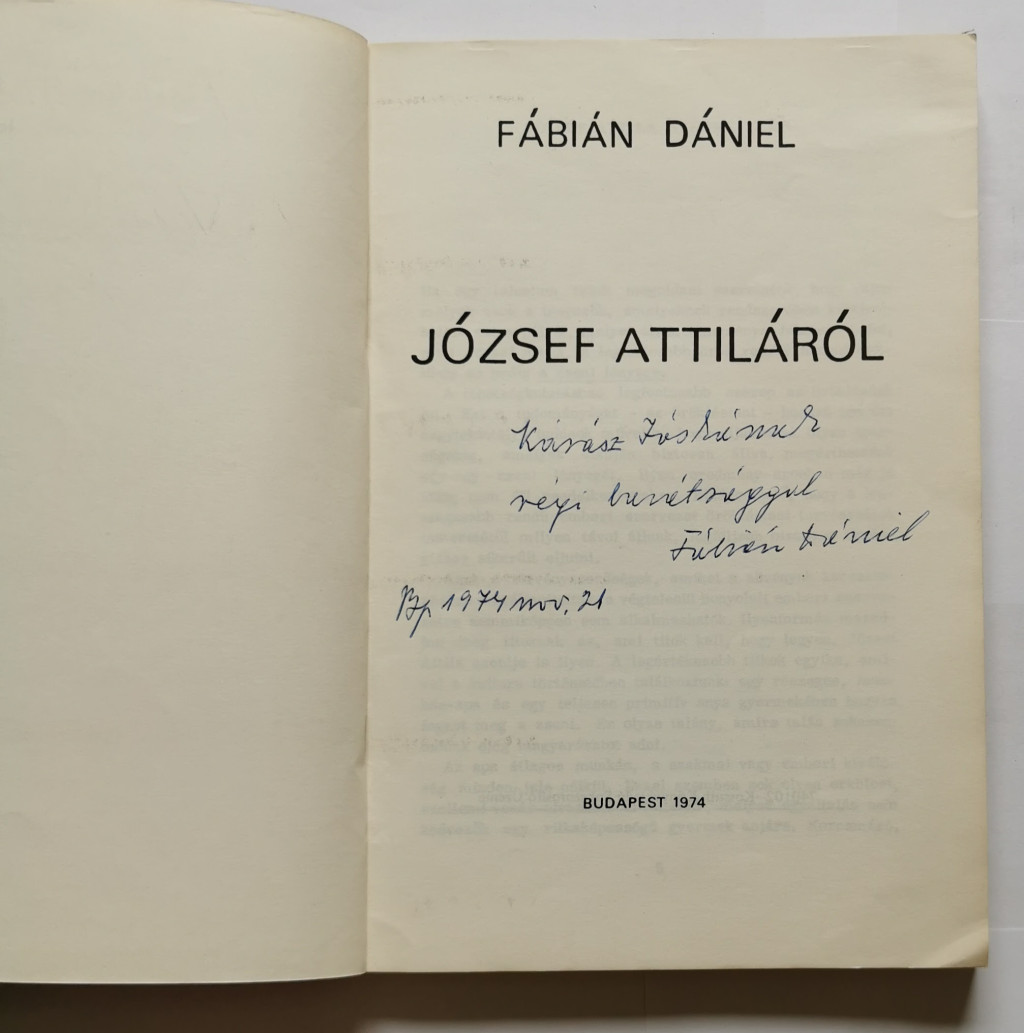 FÁBIÁN DÁNIEL
JÓZSEF ATTILÁRÓL
Kárász Jóskának
régi barátsággal
Fábián Dániel
Bp 1974 nov. 21
BUDAPEST 1974